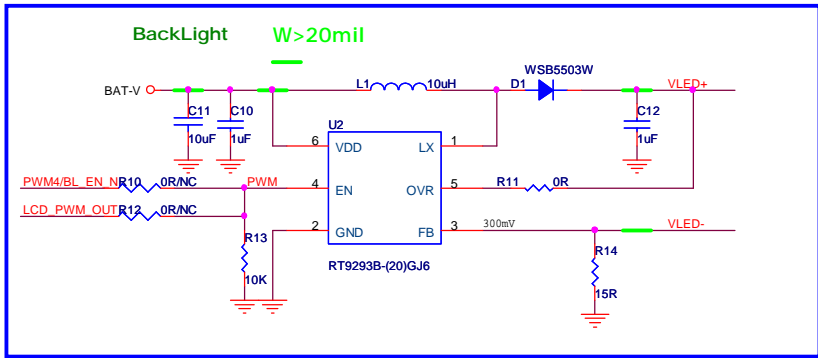 BackLight W>20mil
L1 10uH D1 WSB5503W VLED+
BAT-V
C11 C10 U2 C12
10uF 1uF 6 VDD LX 1 1uF
PWM4/BL_EN_N R10 0R/NC PWM 4 EN OVR 5 R11 0R
LCD_PWM_OUT R12 0R/NC 2 GND FB 3 300mV VLED-
R13 R14
10K RT9293B-(20)GJ6 15R